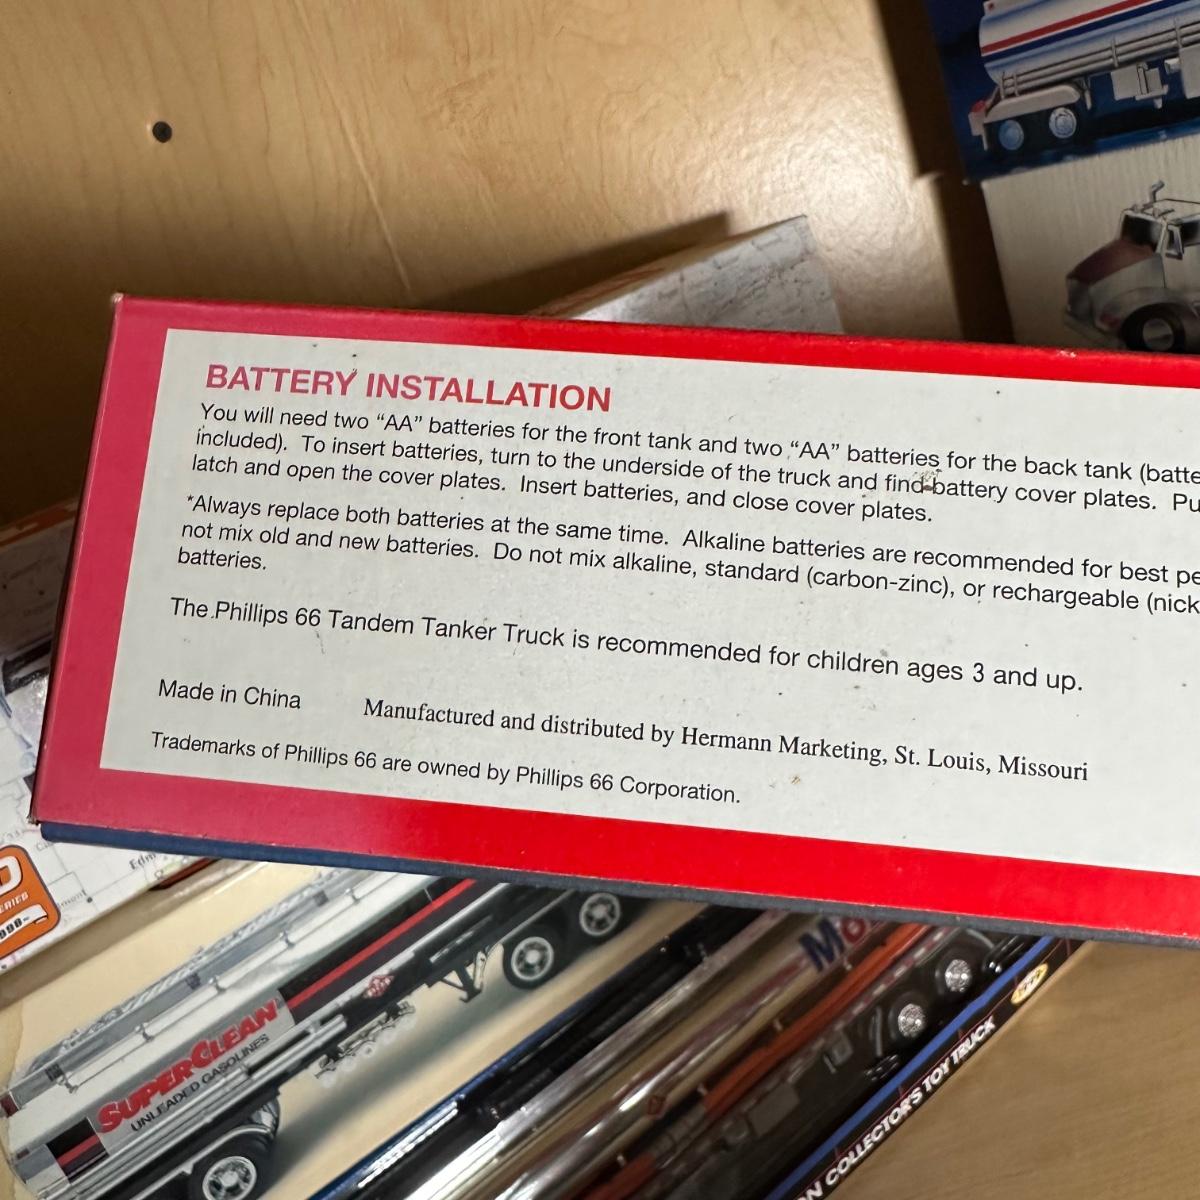 BATTERY INSTALLATION
You will need two "AA" batteries for the front tank and two "AA" batteries for the back tank (batte
included). To insert batteries, turn to the underside of the truck and find battery cover plates. Pu
latch and open the cover plates. Insert batteries, and close cover plates.
*Always replace both batteries at the same time. Alkaline batteries are recommended for best pe
not mix old and new batteries. Do not mix alkaline, standard (carbon-zinc), or rechargeable (nick
batteries.
The Phillips 66 Tandem Tanker Truck is recommended for children ages 3 and up.
Made in China Manufactured and distributed by Hermann Marketing, St. Louis, Missouri
Trademarks of Phillips 66 are owned by Phillips 66 Corporation.
SUPERCLEAN
UNLEADED GASOLINES
COLLECTOR'S TOY TRUCK